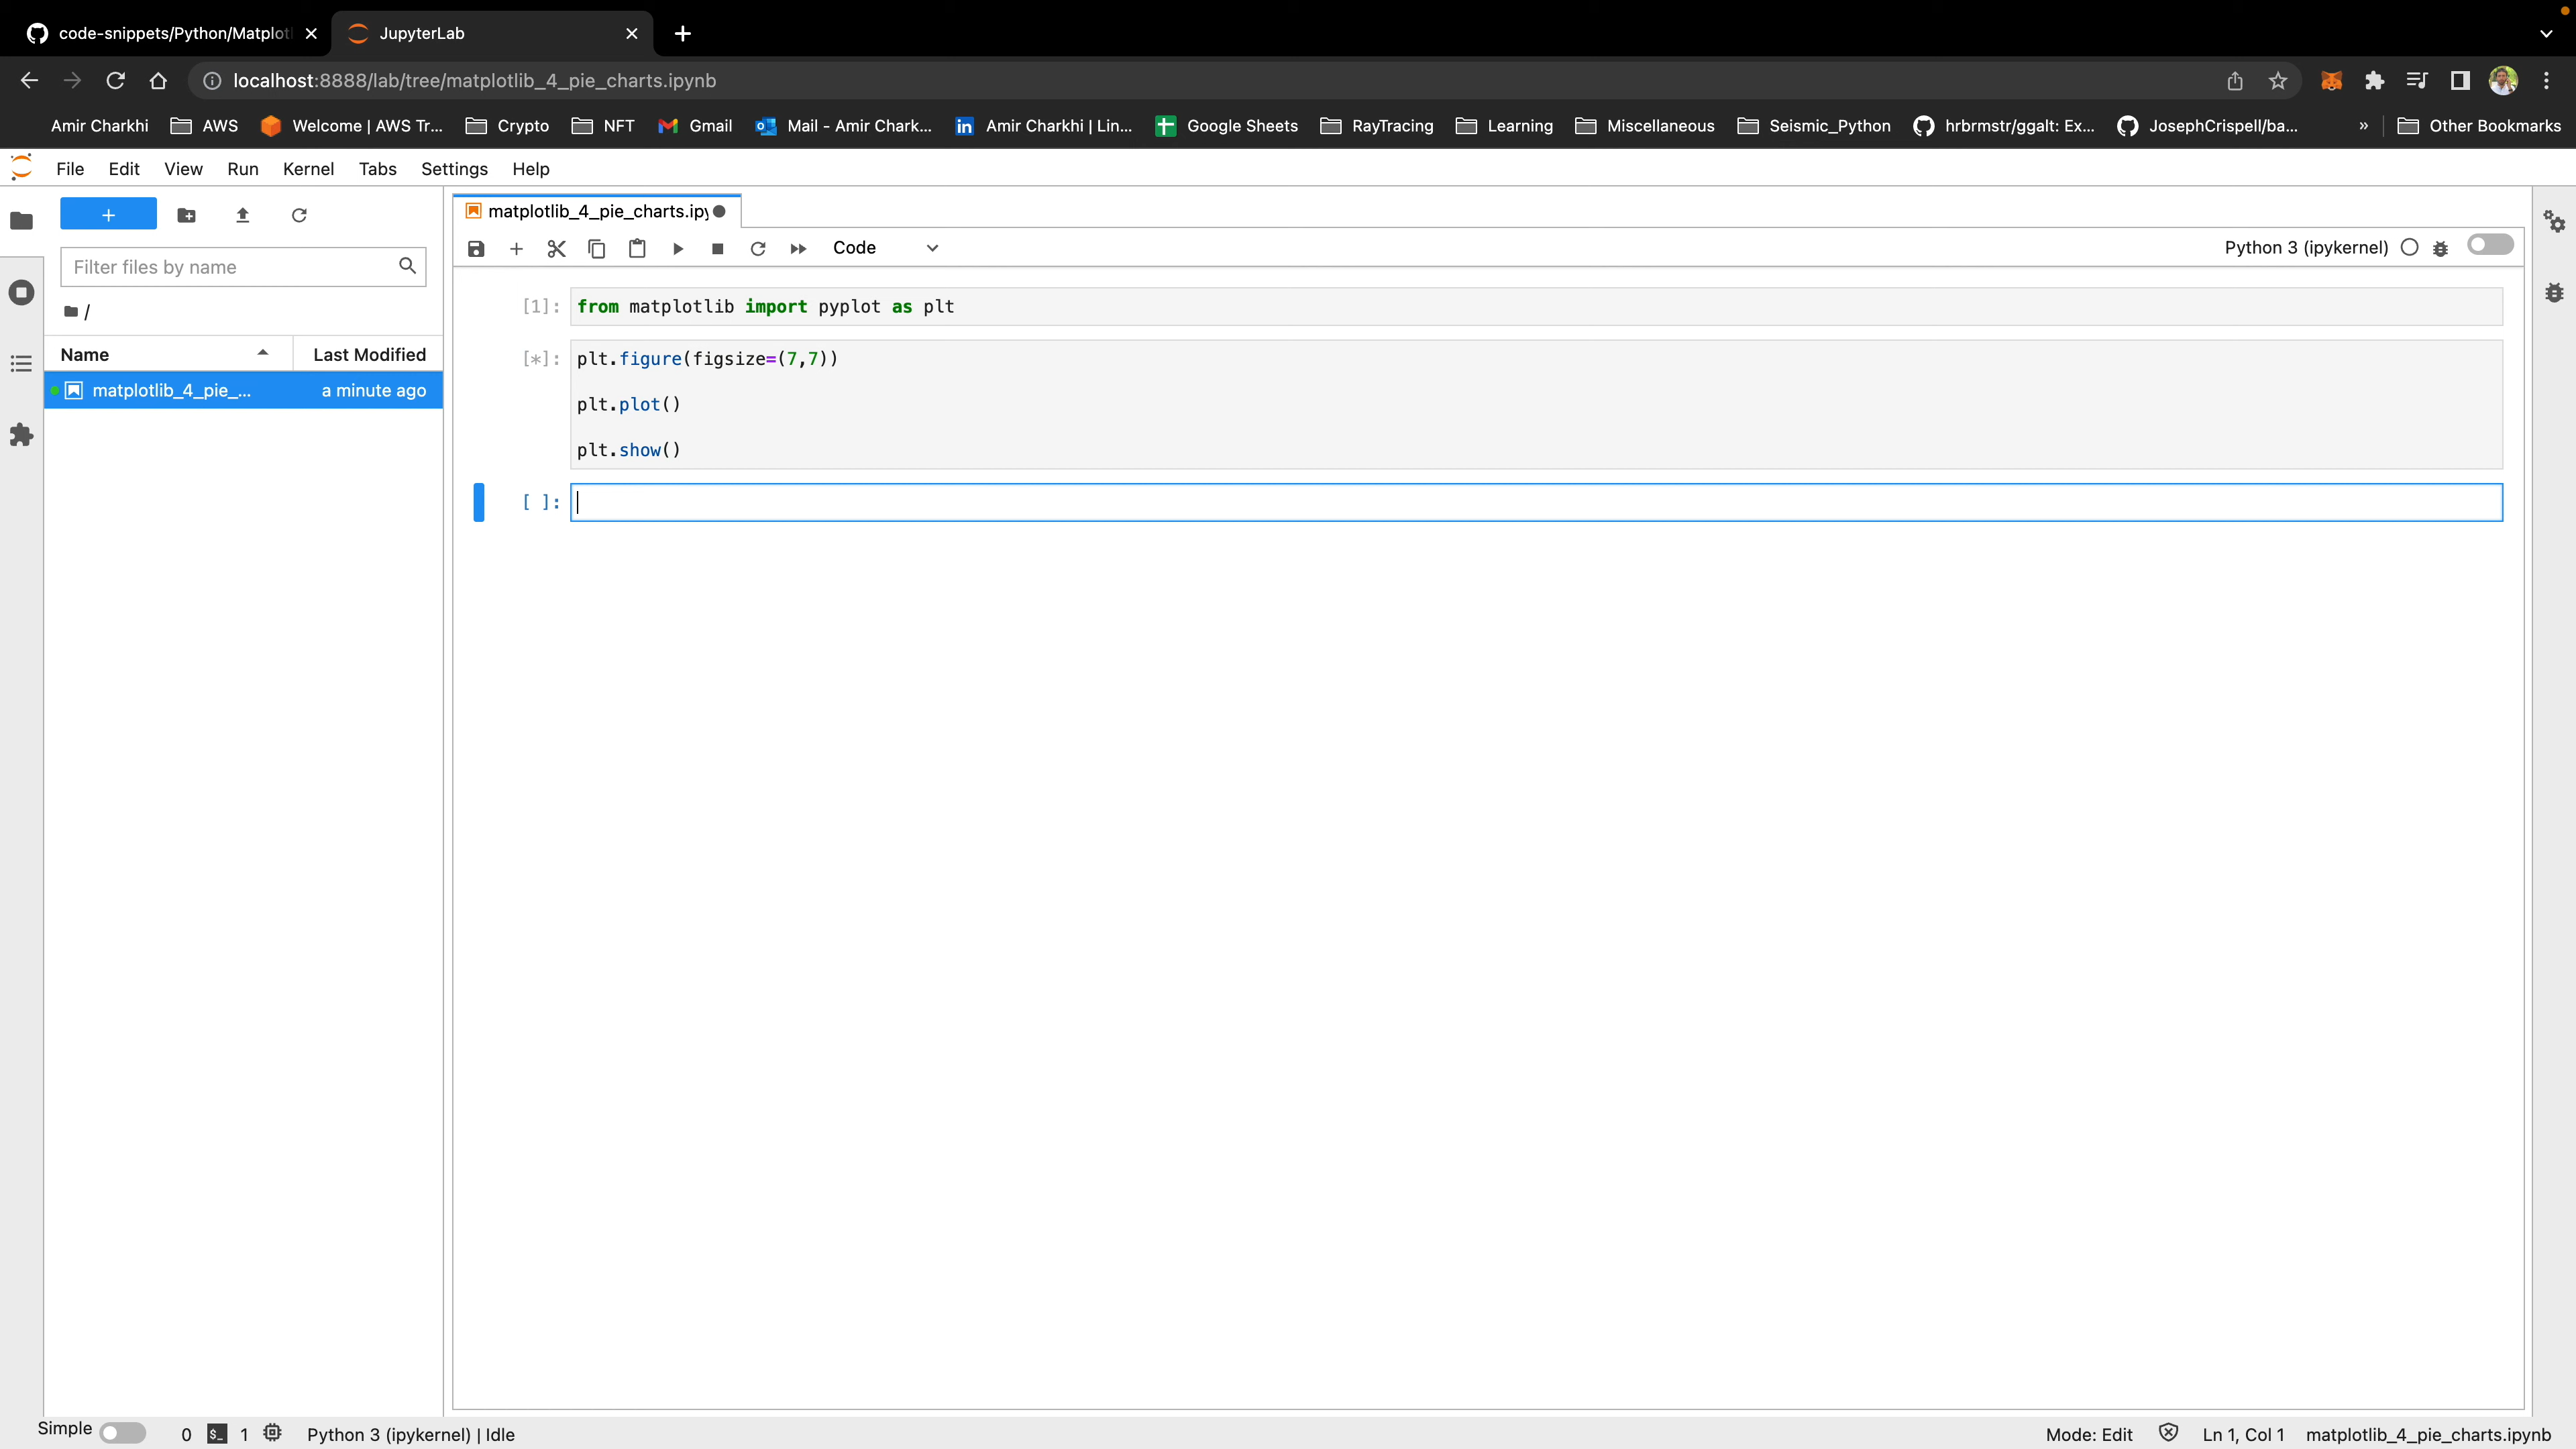 code-snippets/Python/Matplotl
JupyterLab
localhost:8888/lab/tree/matplotlib_4_pie_charts.ipynb
Amir Charkhi AWS Welcome | AWS Tr... Crypto NFT Gmail Mail - Amir Chark... Amir Charkhi | Lin... Google Sheets RayTracing Learning Miscellaneous Seismic_Python hrbrmstr/ggalt: Ex... JosephCrispell/ba... » Other Bookmarks
File Edit View Run Kernel Tabs Settings Help
matplotlib_4_pie_charts.ipy
Code
Python 3 (ipykernel)
Filter files by name
/
Name Last Modified
matplotlib_4_pie_... a minute ago
[1]: from matplotlib import pyplot as plt
[*]: plt.figure(figsize=(7,7))
plt.plot()
plt.show()
[ ]:
Simple 0 $_ 1 Python 3 (ipykernel) | Idle
Mode: Edit Ln 1, Col 1 matplotlib_4_pie_charts.ipynb